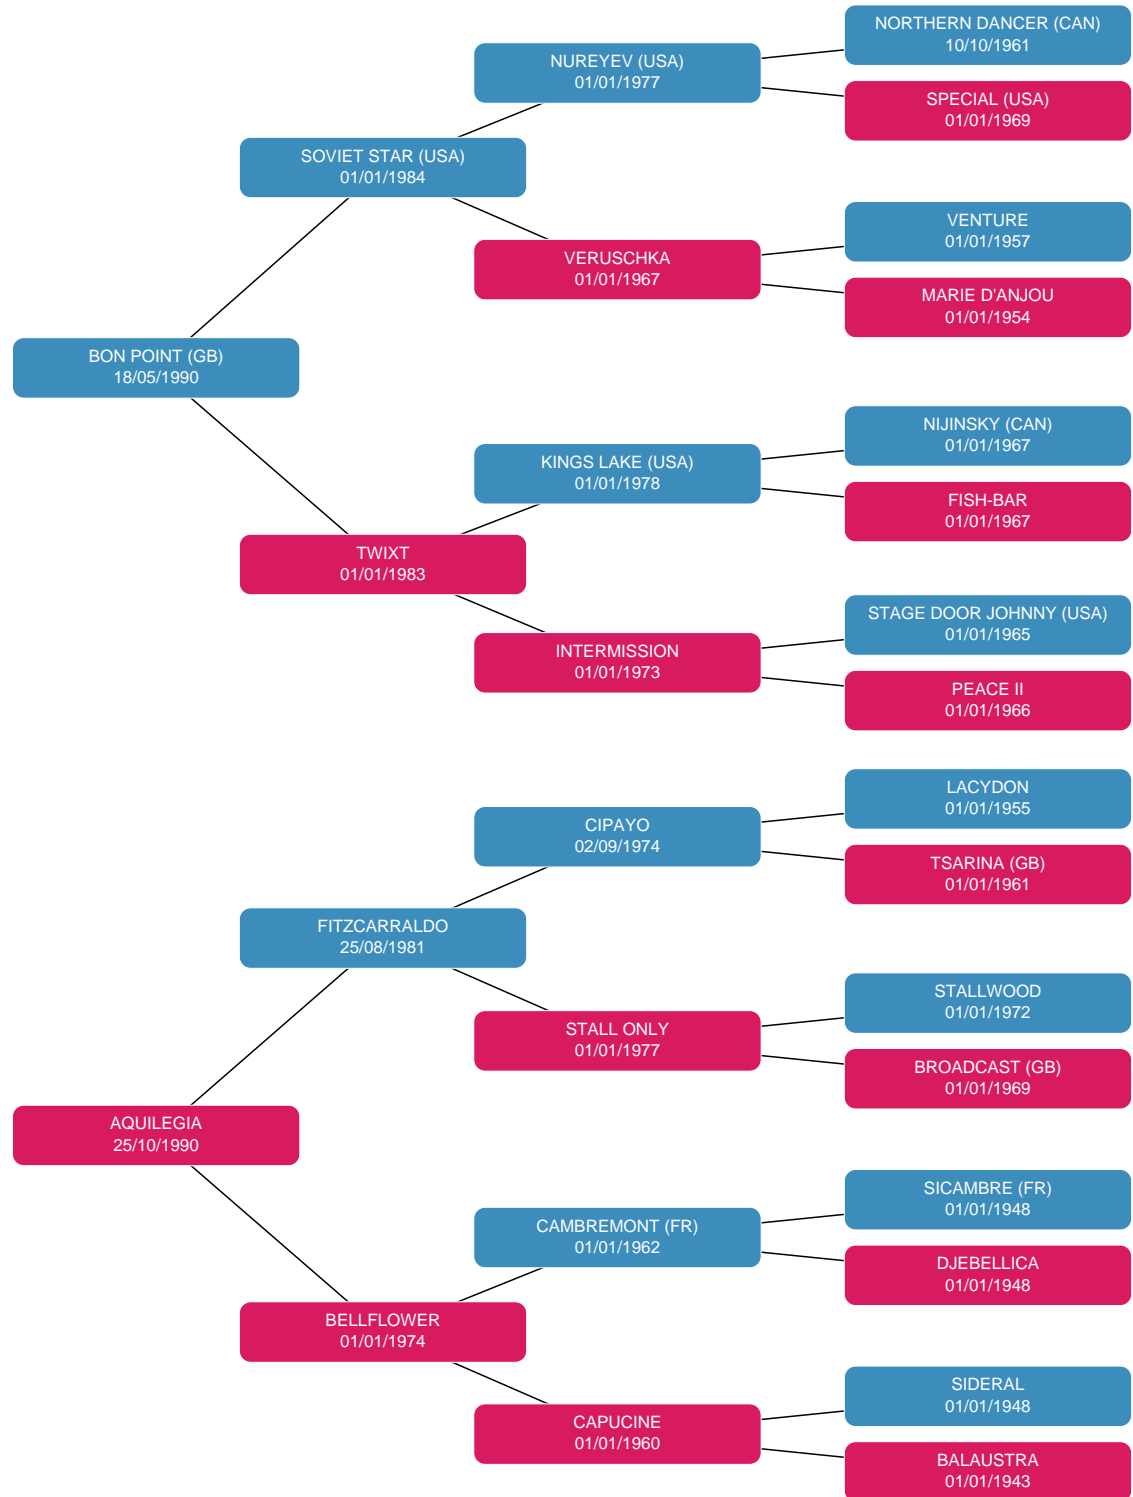 NORTHERN DANCER (CAN)
10/10/1961
NUREYEV (USA)
01/01/1977
SPECIAL (USA)
01/01/1969
SOVIET STAR (USA)
01/01/1984
VENTURE
01/01/1957
VERUSCHKA
01/01/1967
MARIE D'ANJOU
01/01/1954
BON POINT (GB)
18/05/1990
NIJINSKY (CAN)
01/01/1967
KINGS LAKE (USA)
01/01/1978
FISH-BAR
01/01/1967
TWIXT
01/01/1983
STAGE DOOR JOHNNY (USA)
01/01/1965
INTERMISSION
01/01/1973
PEACE II
01/01/1966
LACYDON
01/01/1955
CIPAYO
02/09/1974
TSARINA (GB)
01/01/1961
FITZCARRALDO
25/08/1981
STALLWOOD
01/01/1972
STALL ONLY
01/01/1977
BROADCAST (GB)
01/01/1969
AQUILEGIA
25/10/1990
SICAMBRE (FR)
01/01/1948
CAMBREMONT (FR)
01/01/1962
DJEBELLICA
01/01/1948
BELLFLOWER
01/01/1974
SIDERAL
01/01/1948
CAPUCINE
01/01/1960
BALAUSTRA
01/01/1943